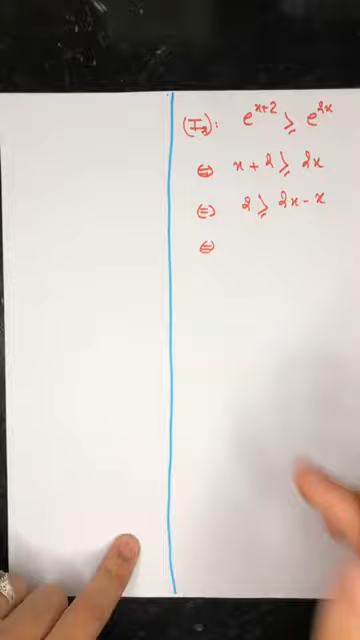 (I₂): e^{x+2} ⩾ e^{2x}
⇔ x + 2 ⩾ 2x
⇔ 2 ⩾ 2x - x
⇔